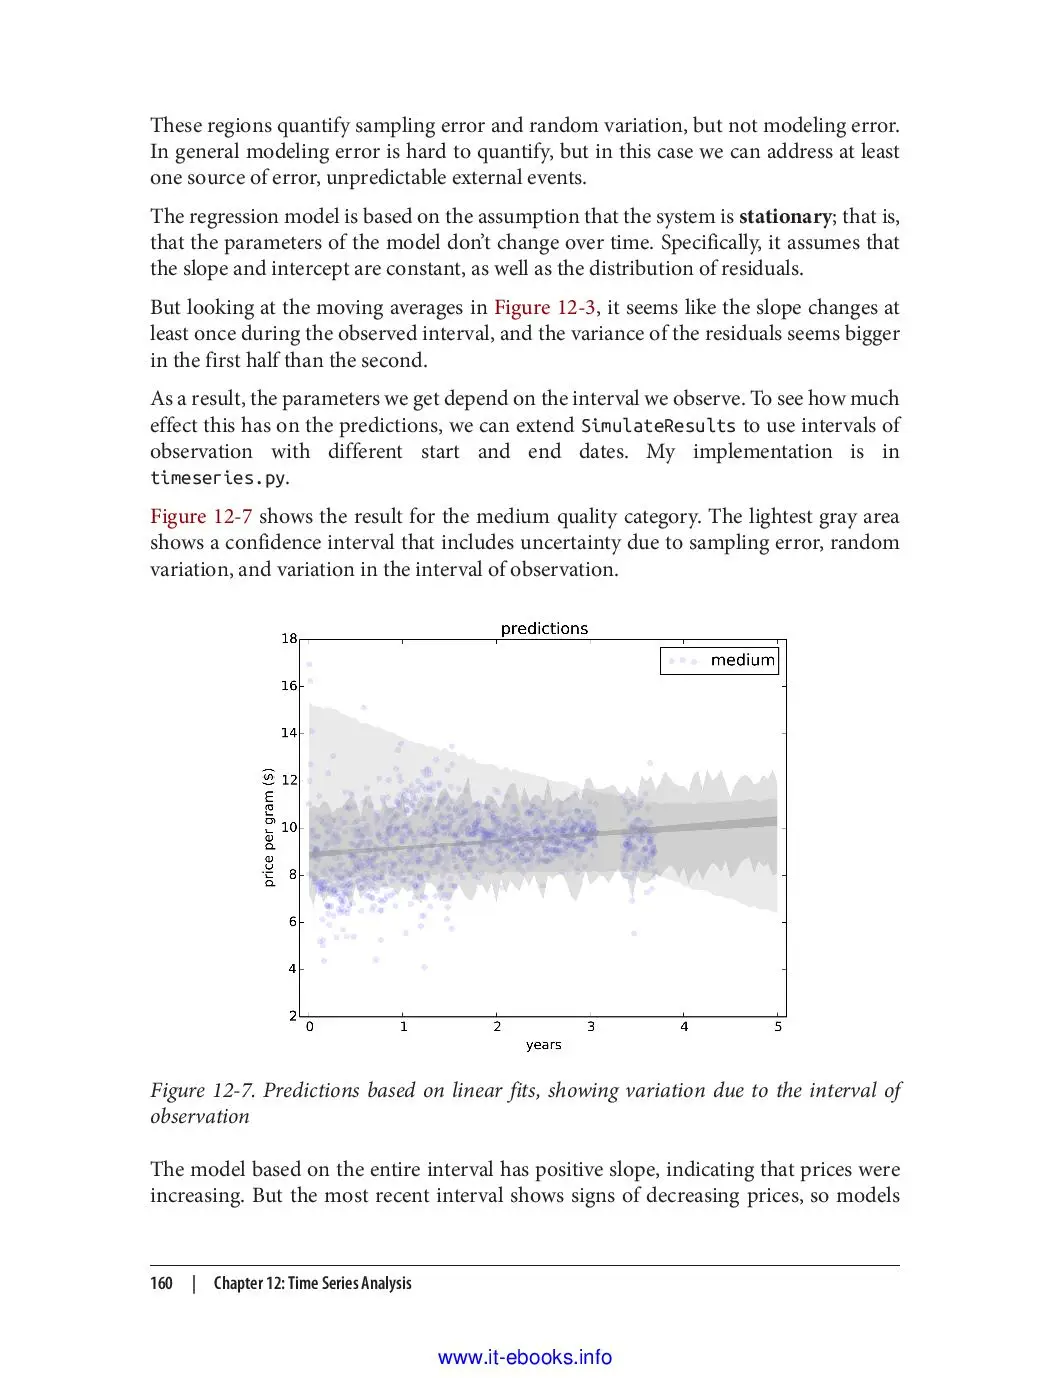 These regions quantify sampling error and random variation, but not modeling error.
In general modeling error is hard to quantify, but in this case we can address at least
one source of error, unpredictable external events.
The regression model is based on the assumption that the system is stationary; that is,
that the parameters of the model don’t change over time. Specifically, it assumes that
the slope and intercept are constant, as well as the distribution of residuals.
But looking at the moving averages in Figure 12-3, it seems like the slope changes at
least once during the observed interval, and the variance of the residuals seems bigger
in the first half than the second.
As a result, the parameters we get depend on the interval we observe. To see how much
effect this has on the predictions, we can extend SimulateResults to use intervals of
observation with different start and end dates. My implementation is in
timeseries.py.
Figure 12-7 shows the result for the medium quality category. The lightest gray area
shows a confidence interval that includes uncertainty due to sampling error, random
variation, and variation in the interval of observation.
predictions
18
medium
16
14
12
10
8
6
4
2
price per gram ($)
0 1 2 3 4 5
years
Figure 12-7. Predictions based on linear fits, showing variation due to the interval of
observation
The model based on the entire interval has positive slope, indicating that prices were
increasing. But the most recent interval shows signs of decreasing prices, so models
160 | Chapter 12: Time Series Analysis
www.it-ebooks.info